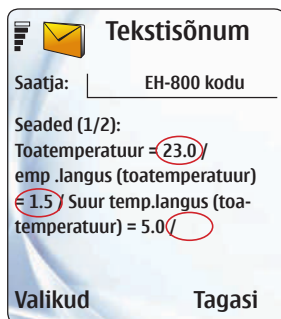 Tekstisõnum
Saatja: EH-800 kodu
Seaded (1/2):
Toatemperatuur = 23.0 /
emp .langus (toatemperatuur)
= 1.5 / Suur temp.langus (toa-
temperatuur) = 5.0 /
Valikud Tagasi